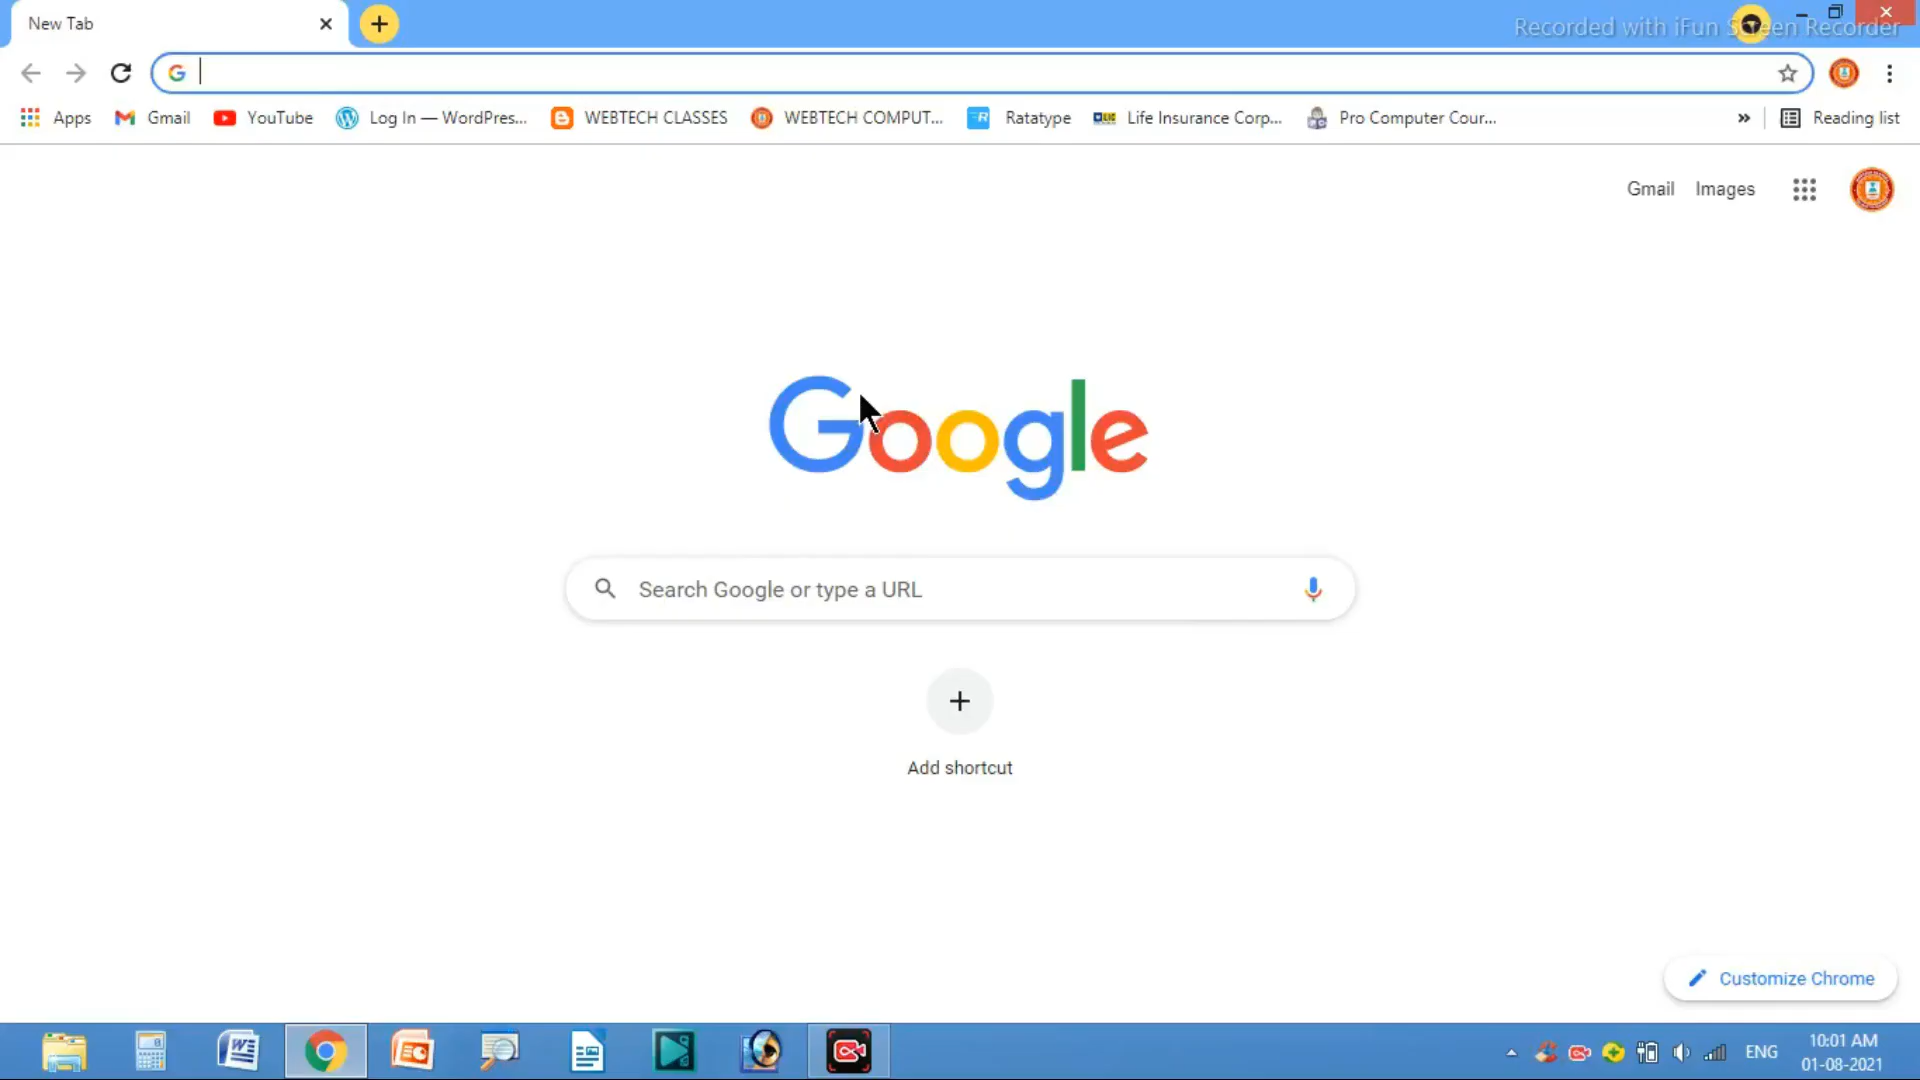 New Tab
Recorded with iFun Screen Recorder
Apps Gmail YouTube Log In — WordPres... WEBTECH CLASSES WEBTECH COMPUT... Ratatype Life Insurance Corp... Pro Computer Cour... » Reading list
Gmail Images
Google
Search Google or type a URL
Add shortcut
Customize Chrome
ENG 10:01 AM
01-08-2021